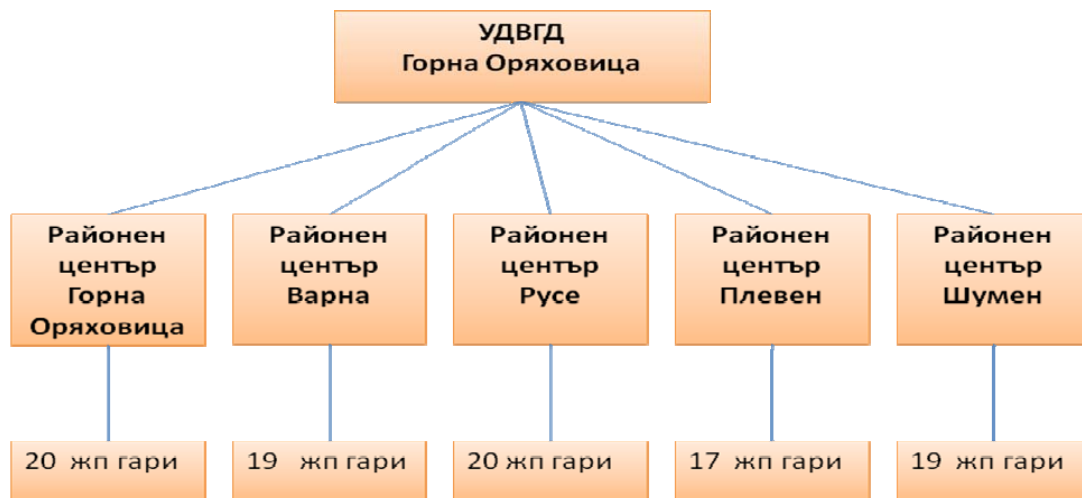 УДВГД
Горна Оряховица
Районен
център
Горна
Оряховица
Районен
център
Варна
Районен
център
Русе
Районен
център
Плевен
Районен
център
Шумен
20 жп гари
19 жп гари
20 жп гари
17 жп гари
19 жп гари